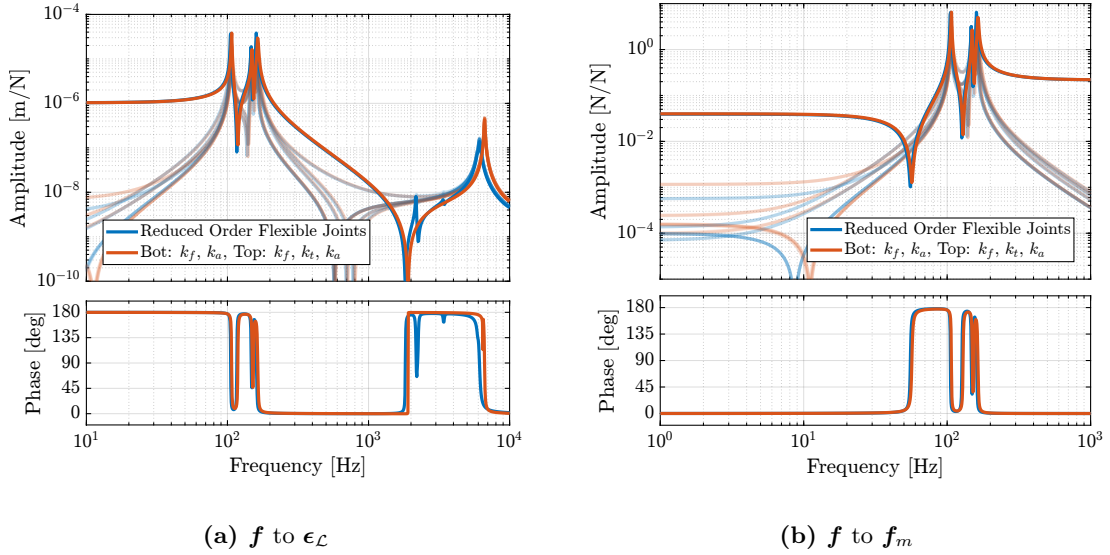 Amplitude [m/N]
10^-4
10^-6
10^-8
10^-10
Reduced Order Flexible Joints
Bot: k_f, k_a, Top: k_f, k_t, k_a
Phase [deg]
180
135
90
45
0
10^1
10^2
10^3
10^4
Frequency [Hz]
(a) f to ϵ_ℒ
Amplitude [N/N]
10^0
10^-2
10^-4
Reduced Order Flexible Joints
Bot: k_f, k_a, Top: k_f, k_t, k_a
Phase [deg]
180
135
90
45
0
10^0
10^1
10^2
10^3
Frequency [Hz]
(b) f to f_m